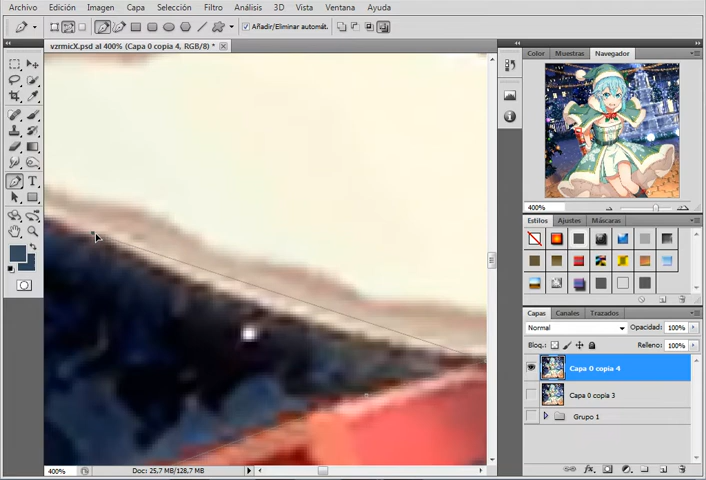 Archivo Edición Imagen Capa Selección Filtro Análisis 3D Vista Ventana Ayuda
Añadir/Eliminar automát.
vzrmicX.psd al 400% (Capa 0 copia 4, RGB/8) *
Color Muestras Navegador
400%
Estilos Ajustes Máscaras
Capas Canales Trazados
Normal Opacidad: 100%
Bloq.: Relleno: 100%
Capa 0 copia 4
Capa 0 copia 3
Grupo 1
400% Doc: 25,7 MB/128,7 MB